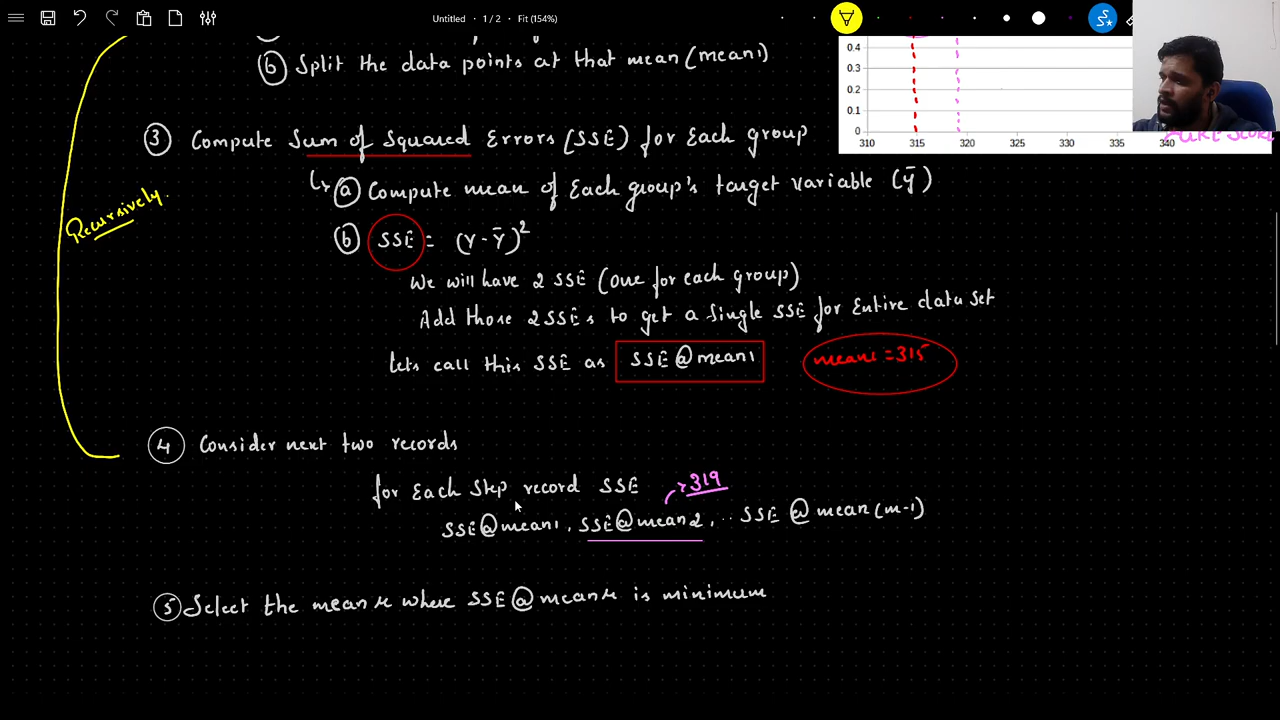 Untitled • 1 / 2 • Fit (154%)
(b) Split the data points at that mean (mean1)
(3) Compute Sum of Squared Errors (SSE) for Each group
(a) Compute mean of Each group's target variable (ȳ)
(b) SSE = (Y - Ȳ)²
We will have 2 SSE (One for each group)
Add those 2 SSEs to get a Single SSE for Entire data set
Lets call this SSE as SSE@mean1 mean1 = 315
Recursively.
(4) Consider next two records
for Each Step record SSE 319
SSE@mean1, SSE@mean2, .. SSE @ mean(m-1)
(5) Select the mean x where SSE@mean x is minimum
0.4
0.3
0.2
0.1
0
310 315 320 325 330 335 340
SCORE